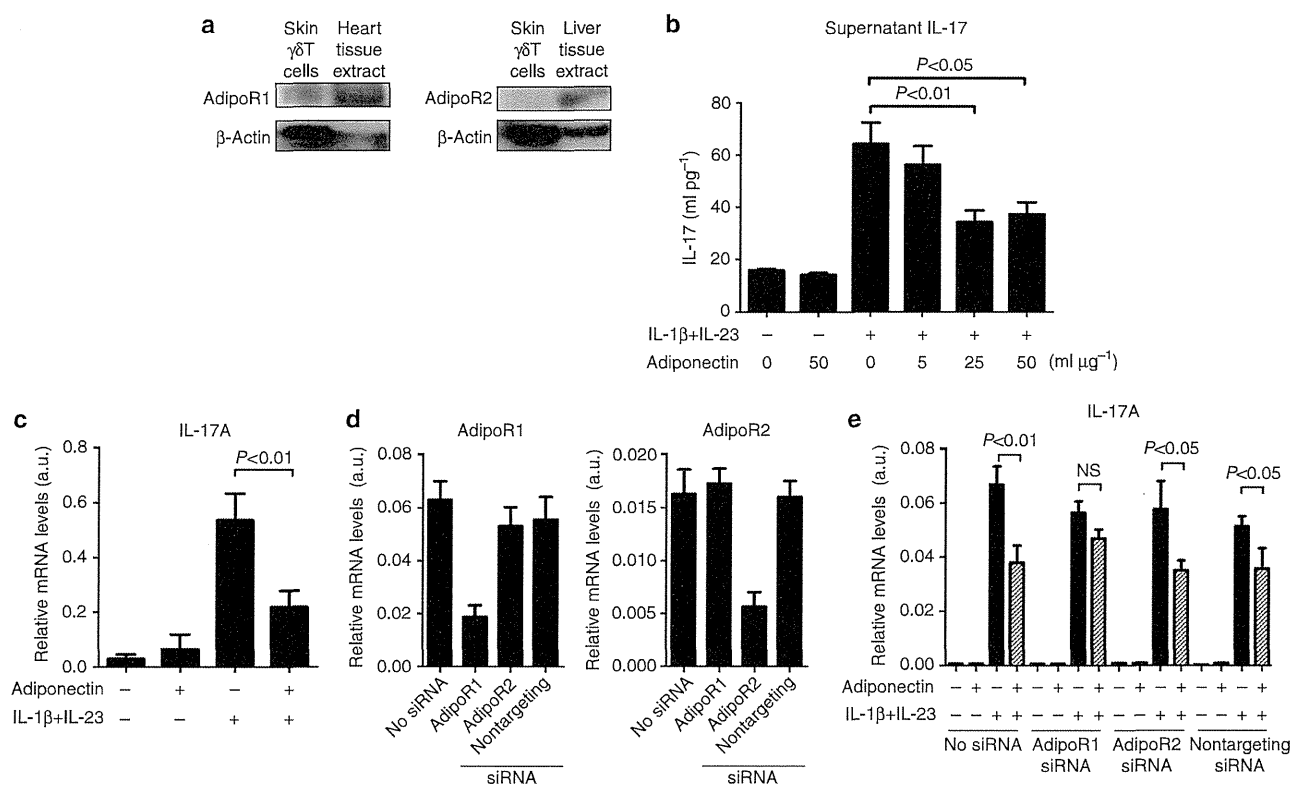 a
Skin γδT cells
Heart tissue extract
AdipoR1
β-Actin
Skin γδT cells
Liver tissue extract
AdipoR2
β-Actin
b
Supernatant IL-17
P<0.05
P<0.01
IL-17 (ml pg⁻¹)
80
60
40
20
0
IL-1β+IL-23 – – + + + +
Adiponectin 0 50 0 5 25 50 (ml μg⁻¹)
c
IL-17A
P<0.01
Relative mRNA levels (a.u.)
0.8
0.6
0.4
0.2
0.0
Adiponectin – + – +
IL-1β+IL-23 – – + +
d
AdipoR1
Relative mRNA levels (a.u.)
0.08
0.06
0.04
0.02
0.00
No siRNA
AdipoR1
AdipoR2
Nontargeting
siRNA
AdipoR2
Relative mRNA levels (a.u.)
0.020
0.015
0.010
0.005
0.000
No siRNA
AdipoR1
AdipoR2
Nontargeting
siRNA
e
IL-17A
P<0.01
NS
P<0.05
P<0.05
Relative mRNA levels (a.u.)
0.08
0.06
0.04
0.02
0.00
Adiponectin – + – + – + – + – + – + – + – +
IL-1β+IL-23 – – + + – – + + – – + + – – + +
No siRNA
AdipoR1 siRNA
AdipoR2 siRNA
Nontargeting siRNA